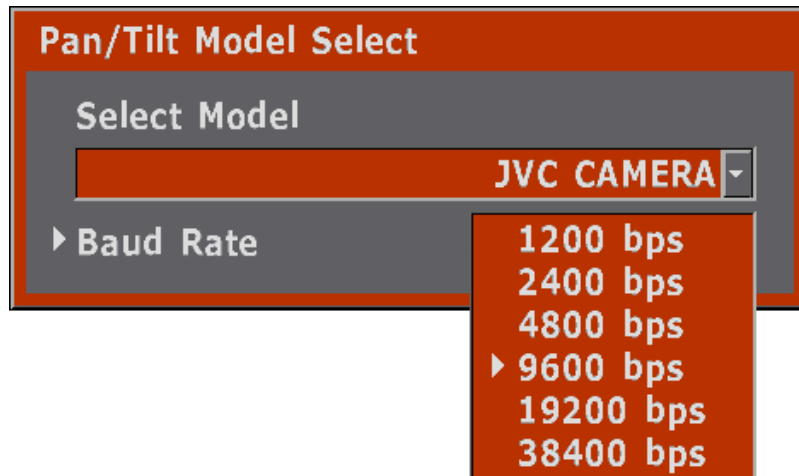 Pan/Tilt Model Select
Select Model
JVC CAMERA
Baud Rate
1200 bps
2400 bps
4800 bps
9600 bps
19200 bps
38400 bps